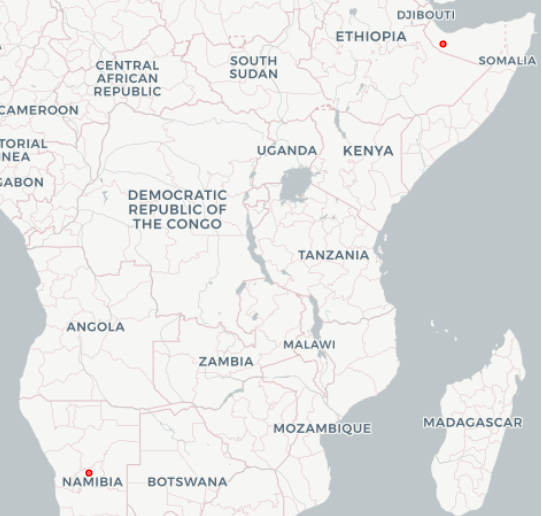 DJIBOUTI
ETHIOPIA
SOMALIA
CENTRAL
AFRICAN
REPUBLIC
SOUTH
SUDAN
CAMEROON
TORIAL
NEA
GABON
UGANDA
KENYA
DEMOCRATIC
REPUBLIC OF
THE CONGO
TANZANIA
ANGOLA
MALAWI
ZAMBIA
MOZAMBIQUE
MADAGASCAR
NAMIBIA
BOTSWANA